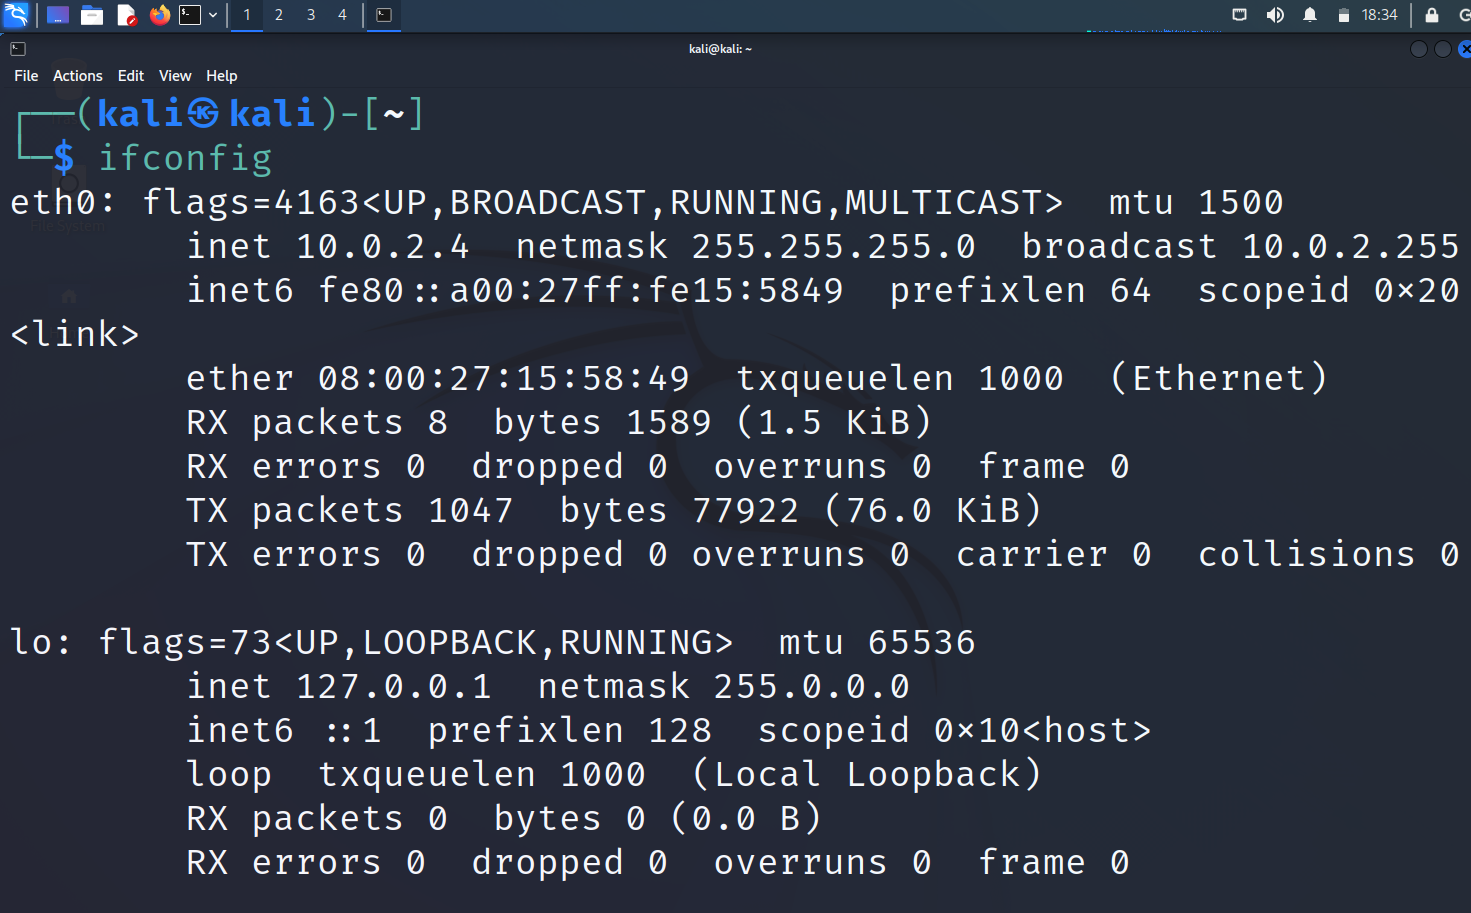 1 2 3 4 18:34
kali@kali: ~
File Actions Edit View Help
┌──(kali㉿kali)-[~]
└─$ ifconfig
eth0: flags=4163<UP,BROADCAST,RUNNING,MULTICAST>  mtu 1500
        inet 10.0.2.4  netmask 255.255.255.0  broadcast 10.0.2.255
        inet6 fe80::a00:27ff:fe15:5849  prefixlen 64  scopeid 0×20
<link>
        ether 08:00:27:15:58:49  txqueuelen 1000  (Ethernet)
        RX packets 8  bytes 1589 (1.5 KiB)
        RX errors 0  dropped 0  overruns 0  frame 0
        TX packets 1047  bytes 77922 (76.0 KiB)
        TX errors 0  dropped 0 overruns 0  carrier 0  collisions 0

lo: flags=73<UP,LOOPBACK,RUNNING>  mtu 65536
        inet 127.0.0.1  netmask 255.0.0.0
        inet6 ::1  prefixlen 128  scopeid 0×10<host>
        loop  txqueuelen 1000  (Local Loopback)
        RX packets 0  bytes 0 (0.0 B)
        RX errors 0  dropped 0  overruns 0  frame 0